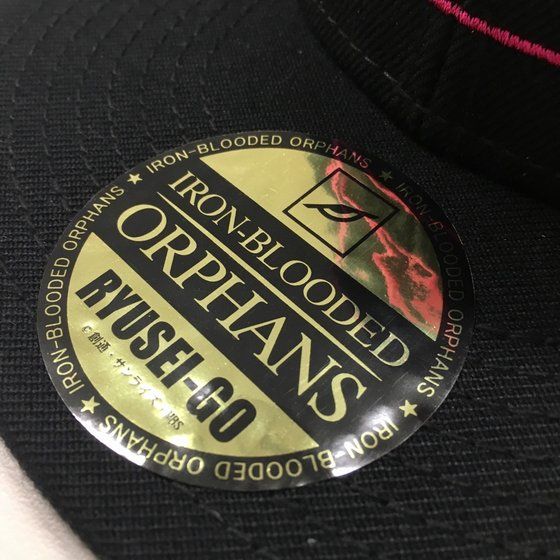 ★ IRON-BLOODED ORPHANS ★ IRON-BLOODED ORPHANS ★ IRON-BLOODED ORPHANS ★ IRON-BLOODED ORPHANS
IRON-BLOODED
ORPHANS
RYUSEI-GO
© 創通・サンライズ・MBS